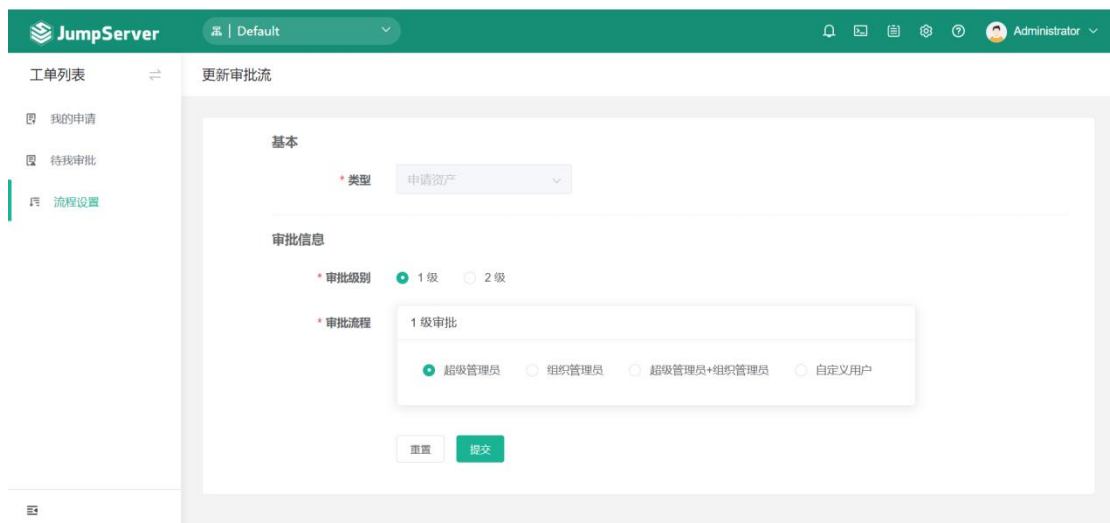 JumpServer
Default
Administrator
工单列表
更新审批流
我的申请
待我审批
流程设置
基本
* 类型 申请资产
审批信息
* 审批级别 1 级 2 级
* 审批流程 1 级审批
超级管理员 组织管理员 超级管理员+组织管理员 自定义用户
重置 提交